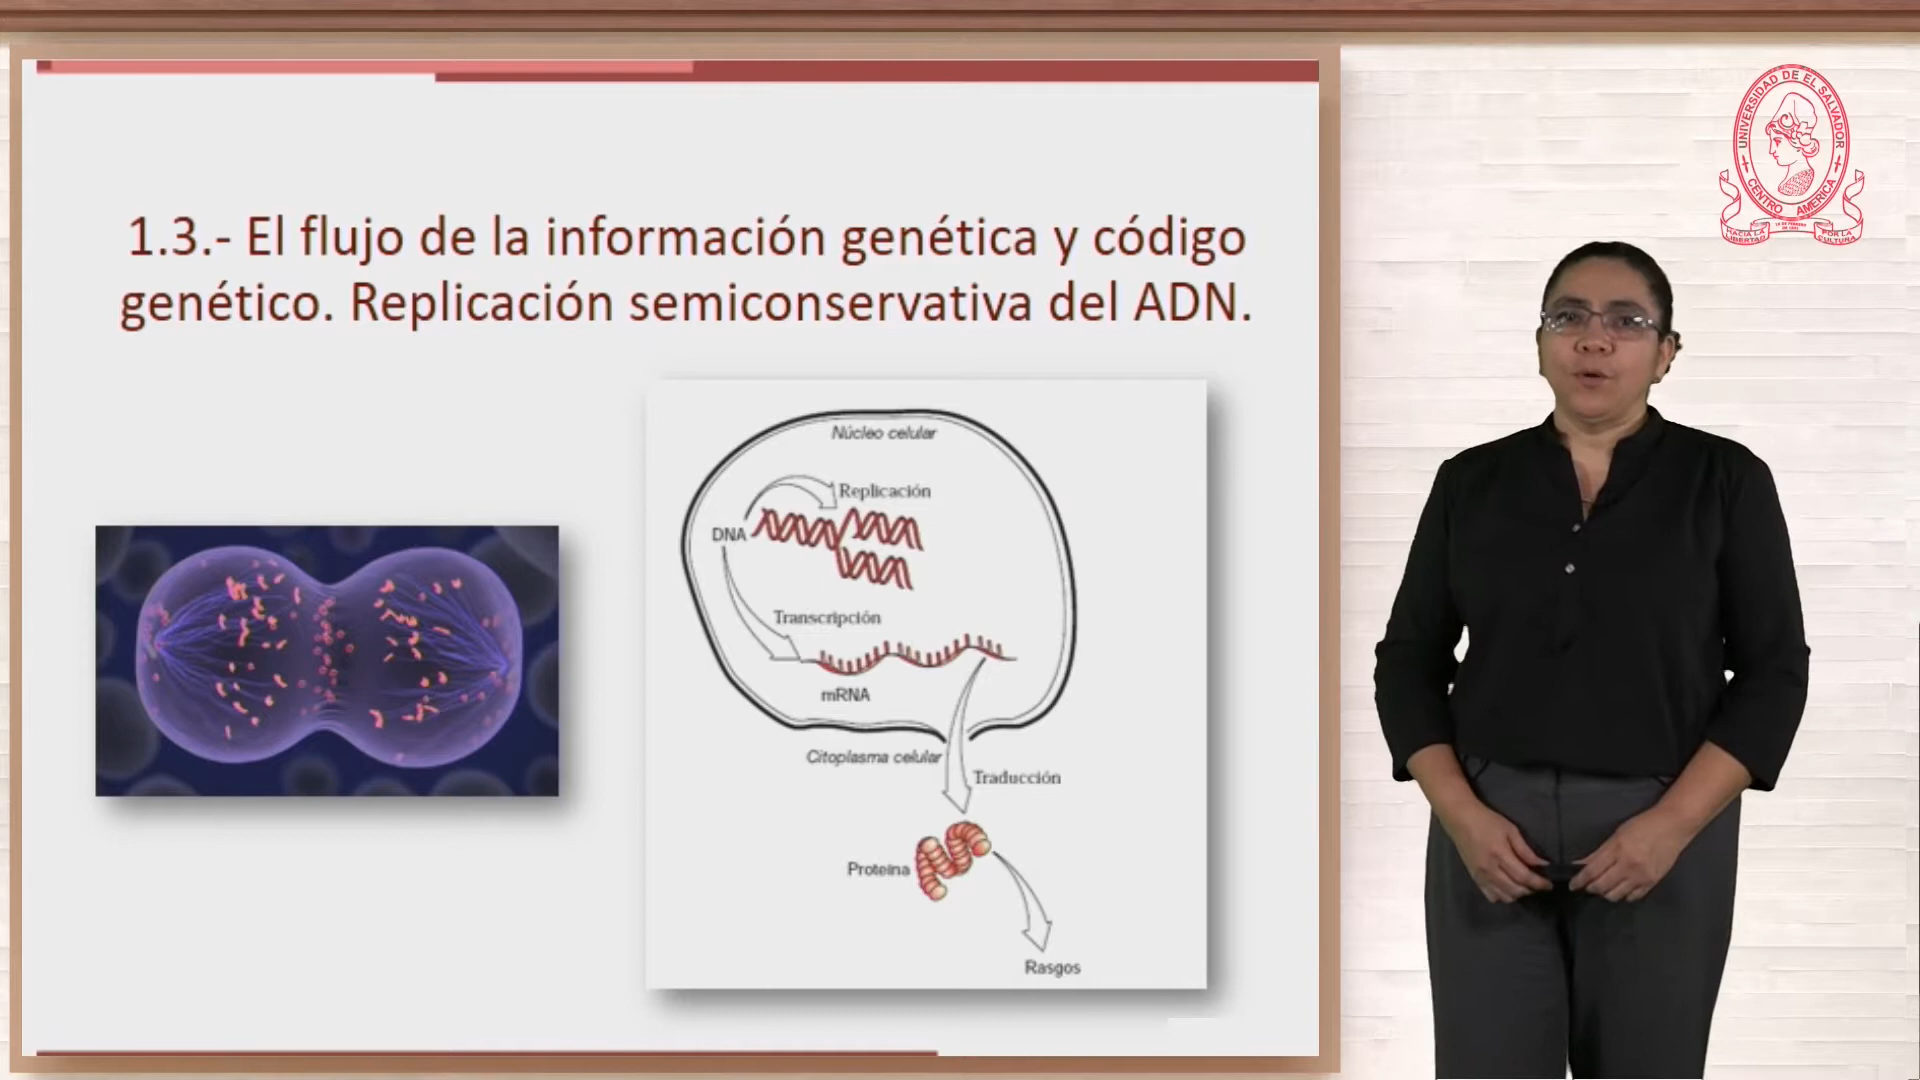 1.3.- El flujo de la información genética y código
genético. Replicación semiconservativa del ADN.
Núcleo celular
Replicación
DNA
Transcripción
mRNA
Citoplasma celular
Traducción
Proteína
Rasgos
UNIVERSIDAD DE EL SALVADOR
CENTRO AMERICA
HACIA LA
LIBERTAD
POR LA
CULTURA